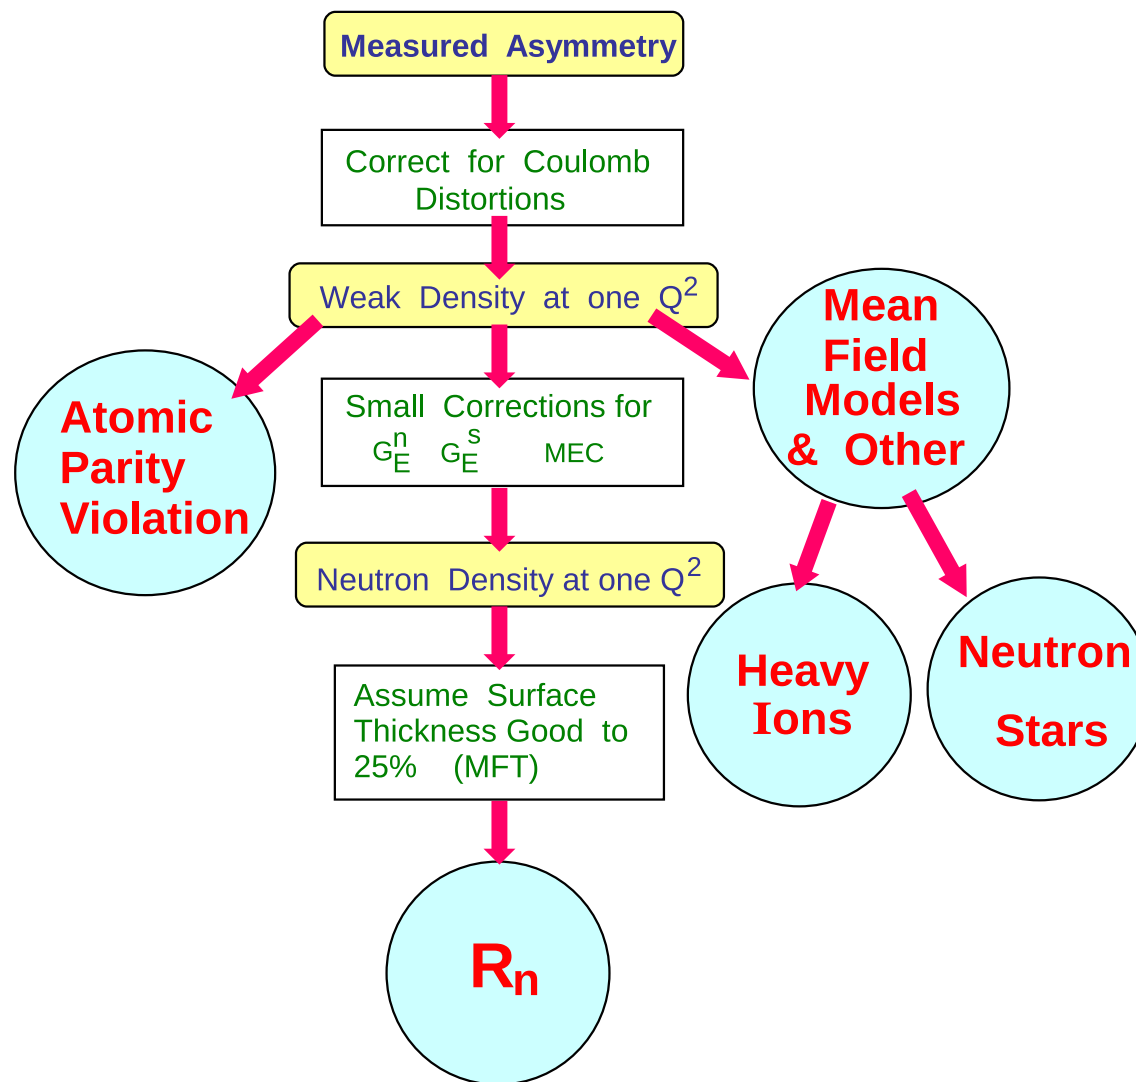 Measured Asymmetry
Correct for Coulomb
Distortions
Weak Density at one Q²
Mean
Field
Models
& Other
Atomic
Parity
Violation
Small Corrections for
G_E^n G_E^s MEC
Neutron Density at one Q²
Assume Surface
Thickness Good to
25% (MFT)
Heavy
Ions
Neutron
Stars
Rₙ